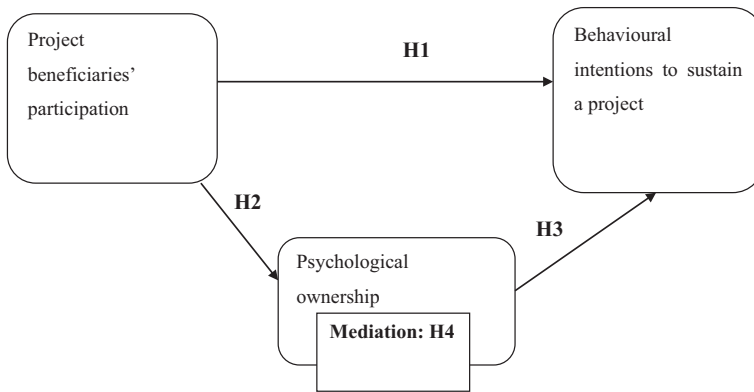 Project
beneficiaries’
participation
H1
Behavioural
intentions to sustain
a project
H2
H3
Psychological
ownership
Mediation: H4